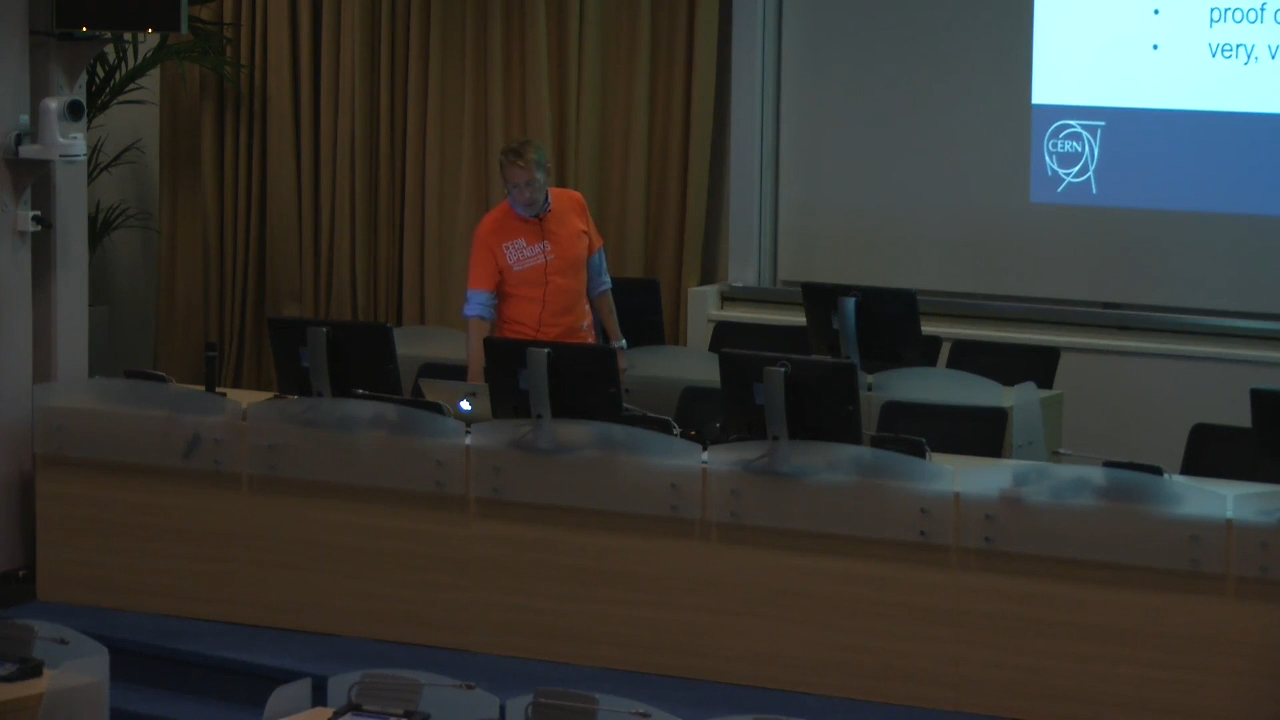 proof
very,
CERN
CERN
OPENDAYS